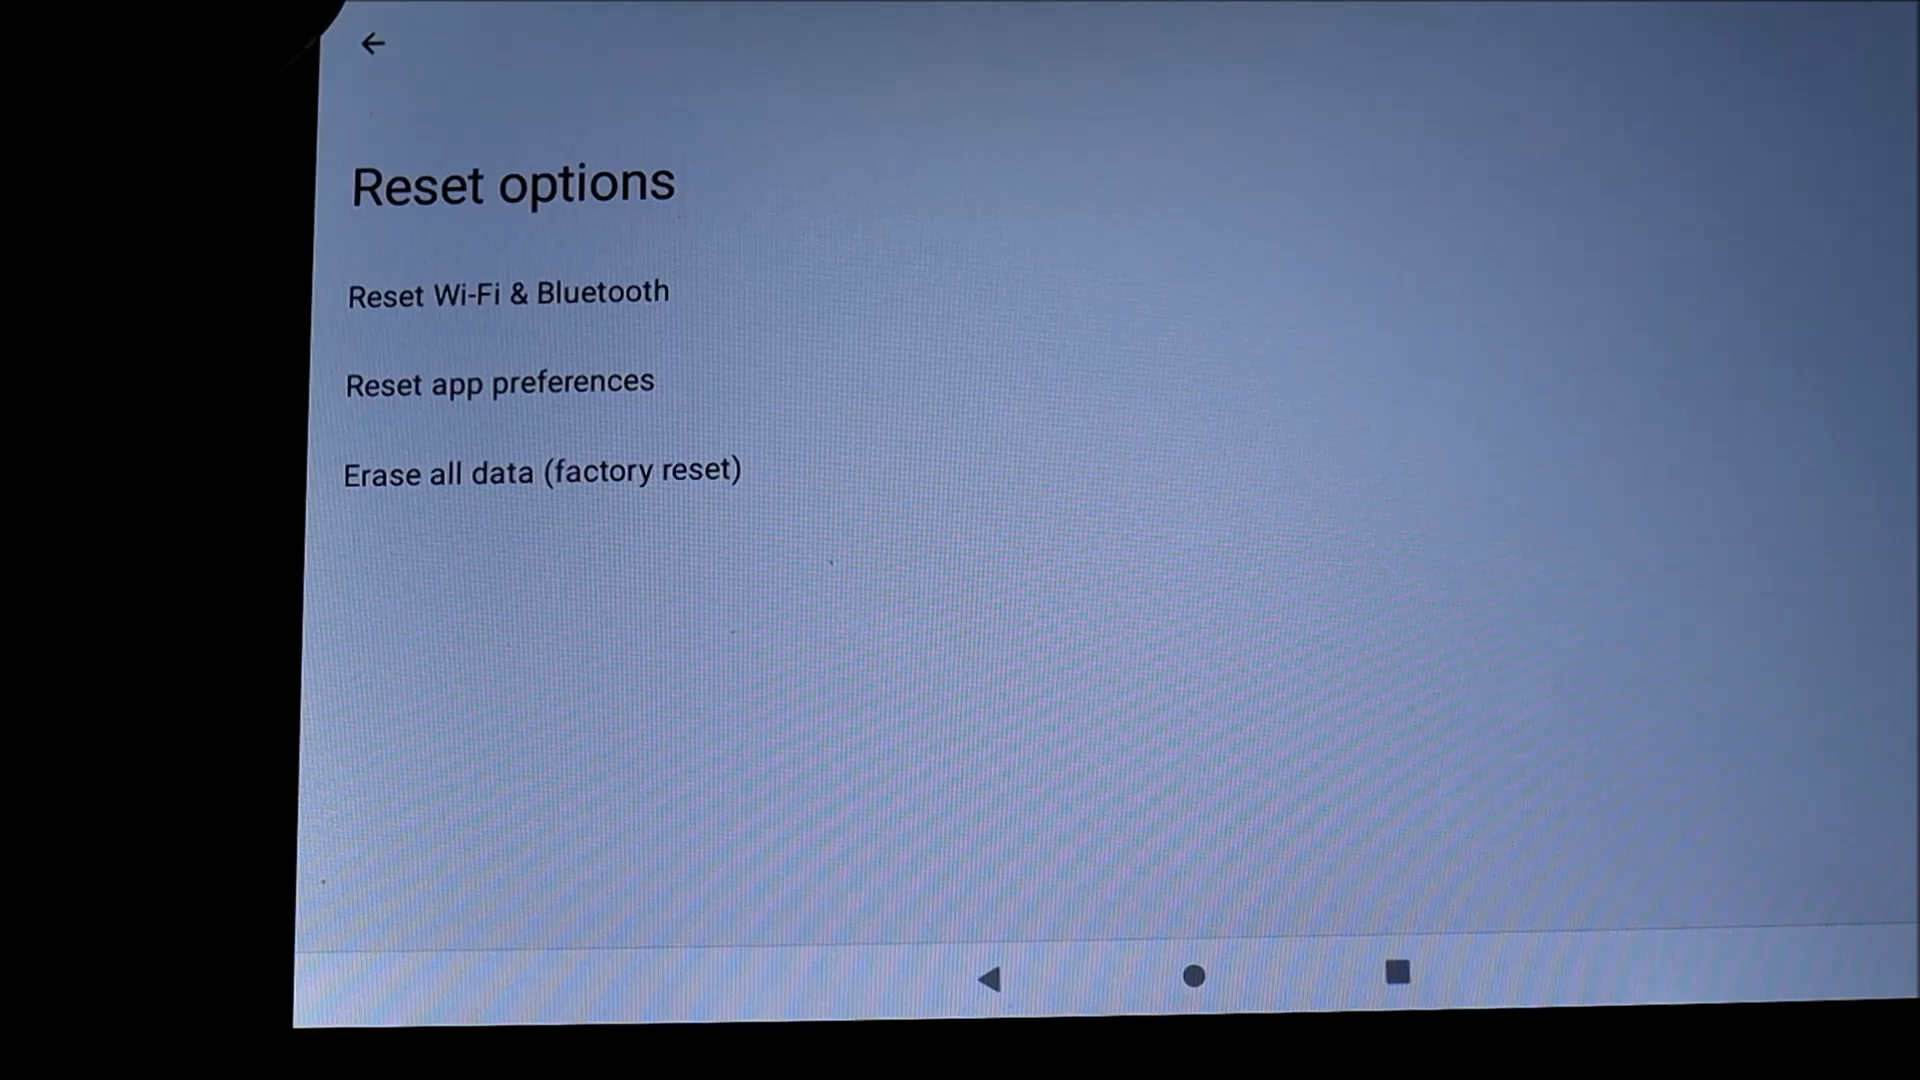 Reset options
Reset Wi-Fi & Bluetooth
Reset app preferences
Erase all data (factory reset)